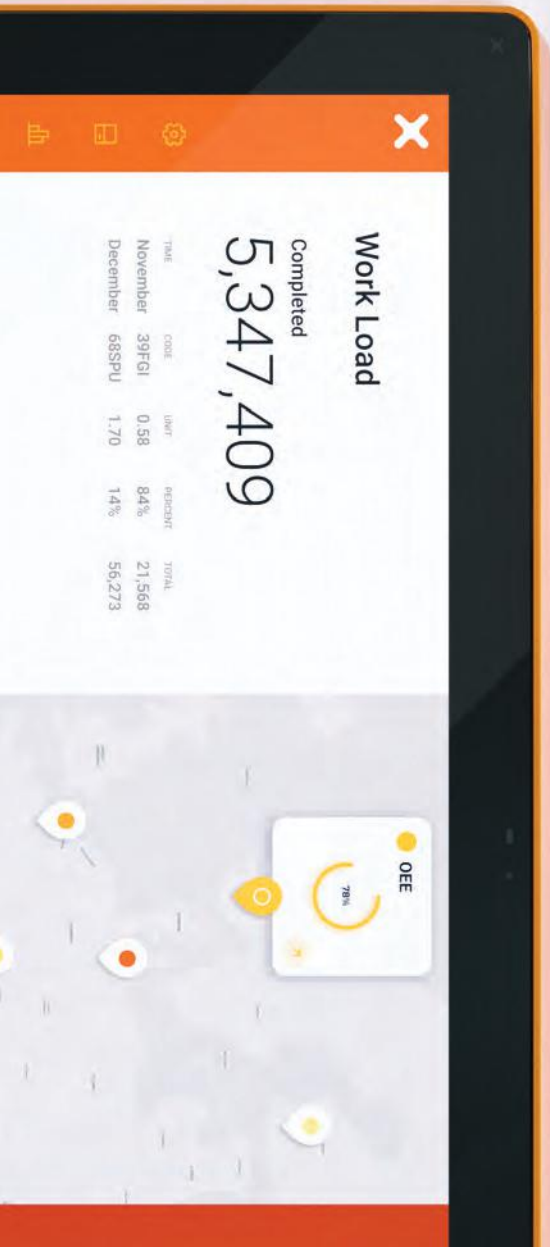 Work Load
Completed
5,347,409
TIME CODE UNIT PERCENT TOTAL
November 39FGI 0.58 84% 21,568
December 68SPU 1.70 14% 56,273
OEE
78%